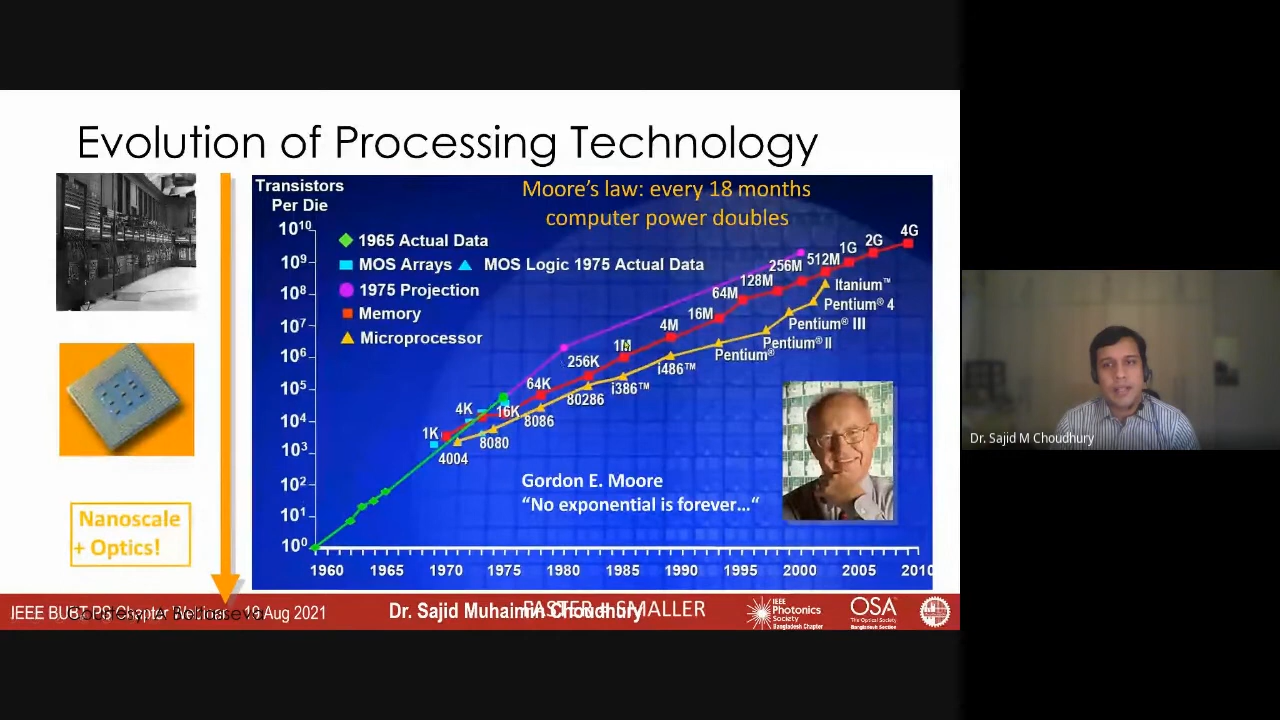 Evolution of Processing Technology
Transistors
Per Die
Moore's law: every 18 months
computer power doubles
10^10
10^9
10^8
10^7
10^6
10^5
10^4
10^3
10^2
10^1
10^0
1965 Actual Data
MOS Arrays MOS Logic 1975 Actual Data
1975 Projection
Memory
Microprocessor
1K
4K
16K
64K
256K
1M
4M
16M
64M
128M
256M
512M
1G
2G
4G
4004
8080
8086
80286
i386™
i486™
Pentium®
Pentium® II
Pentium® III
Pentium® 4
Itanium™
Gordon E. Moore
“No exponential is forever…“
1960 1965 1970 1975 1980 1985 1990 1995 2000 2005 2010
Nanoscale
+ Optics!
IEEE BUET PS Chapter Webinar 19 Aug 2021
Dr. Sajid Muhaimin Choudhury
FASTER + SMALLER
IEEE
Photonics
Society
Bangladesh Chapter
OSA
The Optical Society
Bangladesh Section
Dr. Sajid M Choudhury